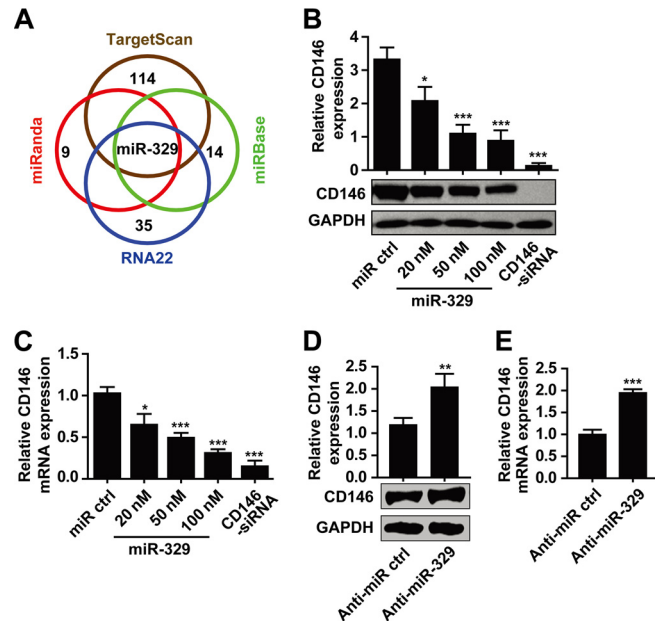 A
TargetScan
114
miRanda
9
miR-329
14
miRBase
35
RNA22
B
Relative CD146
expression
4
3
2
1
0
*
***
***
***
CD146
GAPDH
miR ctrl
20 nM
50 nM
100 nM
CD146
-siRNA
miR-329
C
Relative CD146
mRNA expression
1.5
1.0
0.5
0.0
*
***
***
***
miR ctrl
20 nM
50 nM
100 nM
CD146
-siRNA
miR-329
D
Relative CD146
expression
2.5
2.0
1.5
1.0
0.5
0.0
**
CD146
GAPDH
Anti-miR ctrl
Anti-miR-329
E
Relative CD146
mRNA expression
2.5
2.0
1.5
1.0
0.5
0.0
***
Anti-miR ctrl
Anti-miR-329